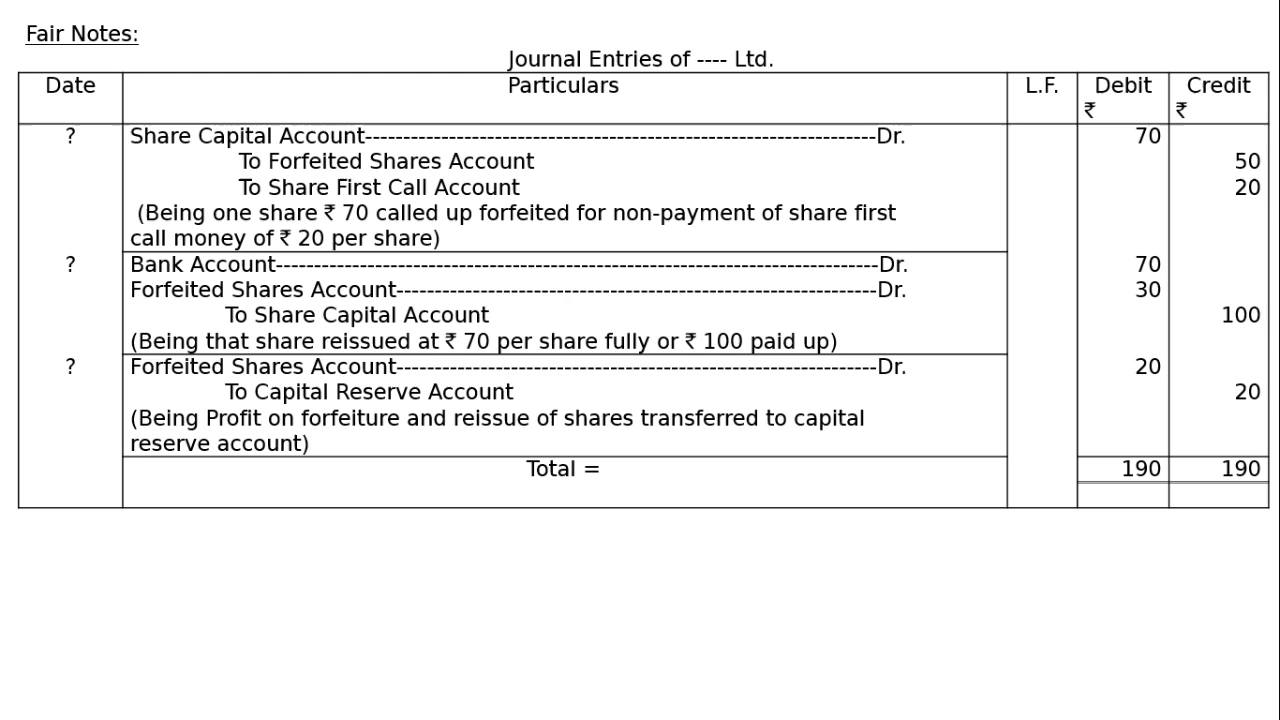 Fair Notes:
Journal Entries of ---- Ltd.
Date Particulars L.F. Debit Credit
₹ ₹
? Share Capital Account-------------------------------------------------------------------Dr. 70
To Forfeited Shares Account 50
To Share First Call Account 20
(Being one share ₹ 70 called up forfeited for non-payment of share first
call money of ₹ 20 per share)
? Bank Account-------------------------------------------------------------------------------Dr. 70
Forfeited Shares Account---------------------------------------------------------------Dr. 30
To Share Capital Account 100
(Being that share reissued at ₹ 70 per share fully or ₹ 100 paid up)
? Forfeited Shares Account---------------------------------------------------------------Dr. 20
To Capital Reserve Account 20
(Being Profit on forfeiture and reissue of shares transferred to capital
reserve account)
Total = 190 190